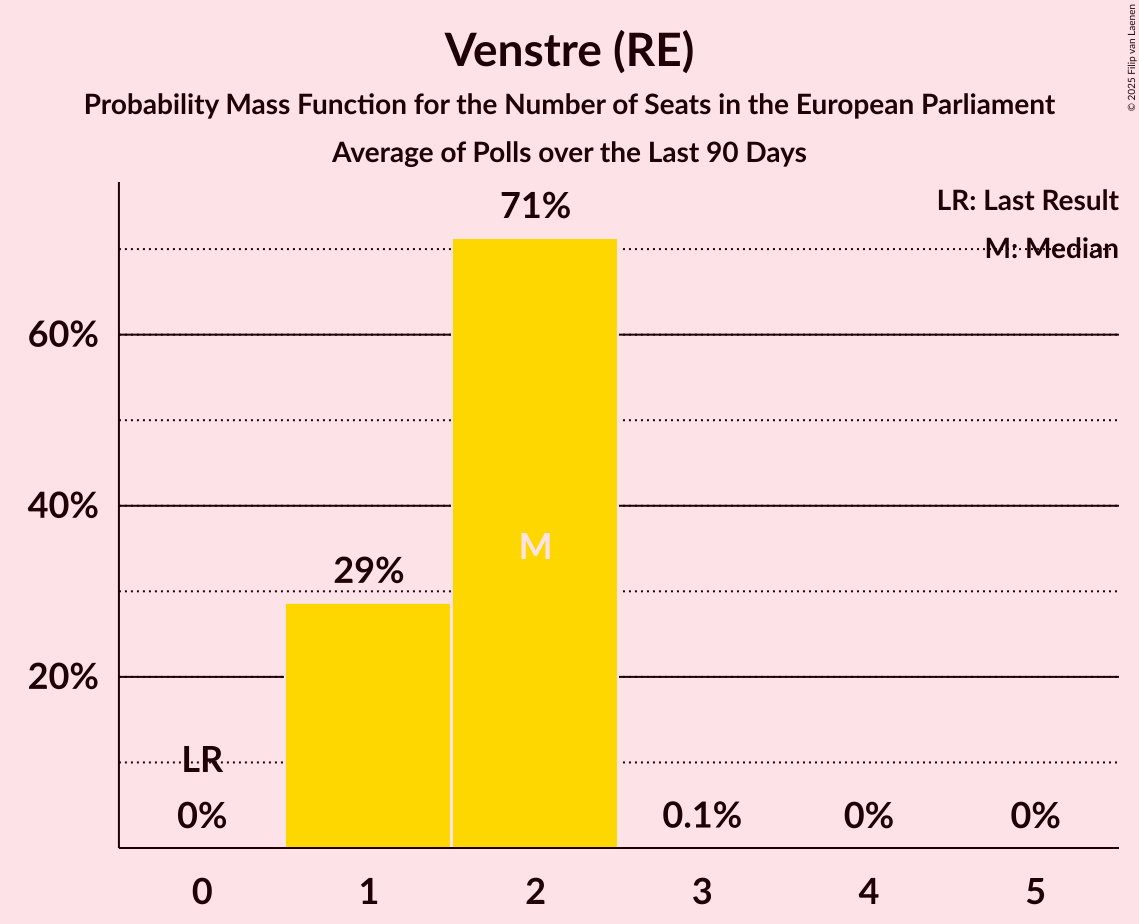 Venstre (RE)
Probability Mass Function for the Number of Seats in the European Parliament
Average of Polls over the Last 90 Days
© 2025 Filip van Laenen
LR: Last Result
M: Median
71%
60%
40%
M
29%
20%
LR
0%
0.1%
0%
0%
0 1 2 3 4 5